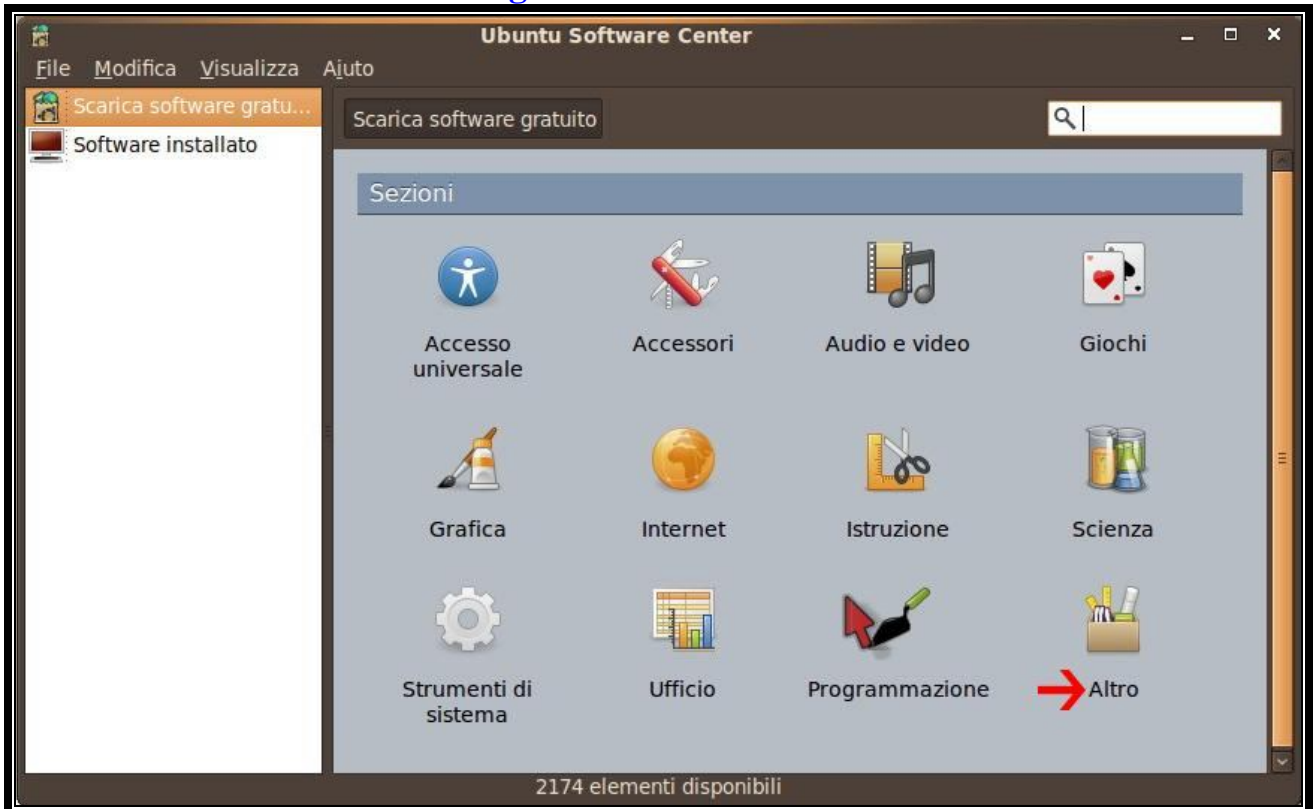 Ubuntu Software Center
File Modifica Visualizza Aiuto
Scarica software gratu...
Software installato
Scarica software gratuito
Sezioni
Accesso
universale
Accessori
Audio e video
Giochi
Grafica
Internet
Istruzione
Scienza
Strumenti di
sistema
Ufficio
Programmazione
Altro
2174 elementi disponibili